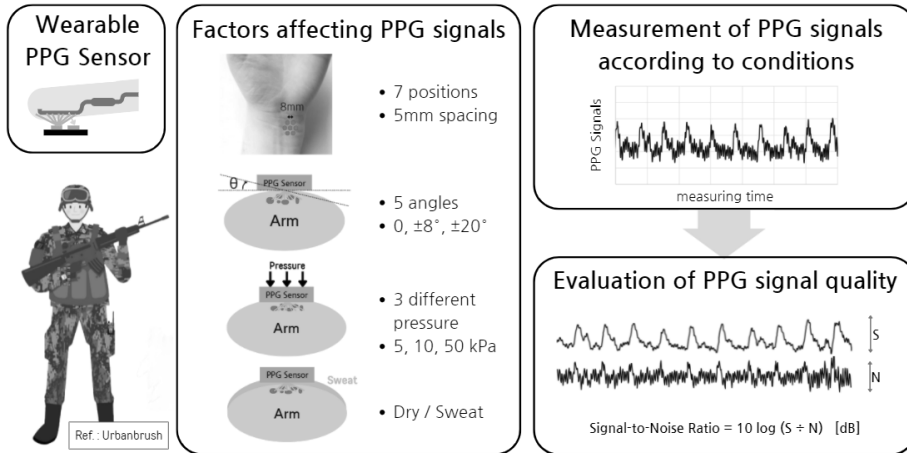 Wearable
PPG Sensor
Ref.: Urbanbrush
Factors affecting PPG signals
8mm
• 7 positions
• 5mm spacing
θ
PPG Sensor
Arm
• 5 angles
• 0, ±8˚, ±20˚
Pressure
PPG Sensor
Arm
• 3 different
pressure
• 5, 10, 50 kPa
PPG Sensor
Sweat
Arm
• Dry / Sweat
Measurement of PPG signals
according to conditions
PPG Signals
measuring time
Evaluation of PPG signal quality
S
N
Signal-to-Noise Ratio = 10 log (S ÷ N) [dB]